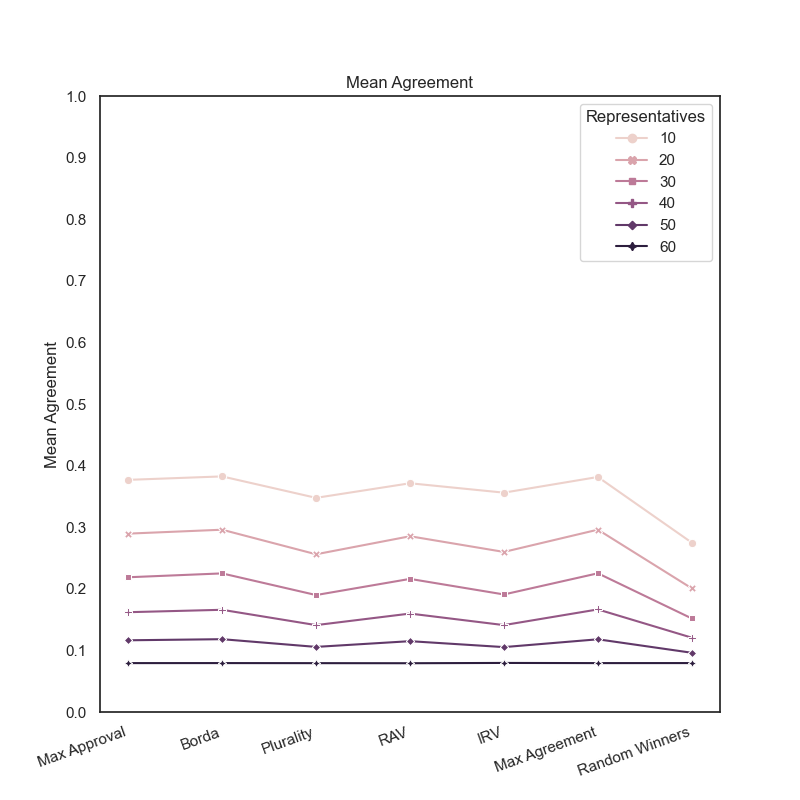 Mean Agreement
Representatives
10
20
30
40
50
60
1.0
0.9
0.8
0.7
0.6
0.5
0.4
0.3
0.2
0.1
0.0
Mean Agreement
Max Approval
Borda
Plurality
RAV
IRV
Max Agreement
Random Winners